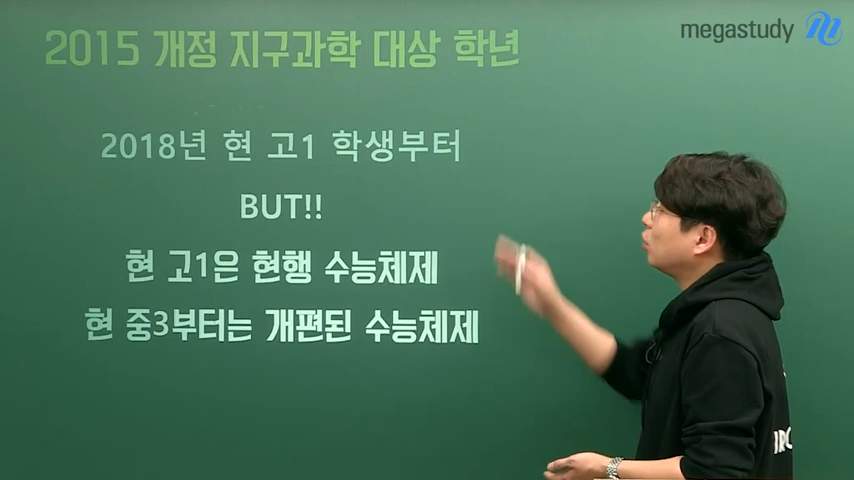 megastudy
2015 개정 지구과학 대상 학년
2018년 현 고1 학생부터
BUT!!
현 고1은 현행 수능체제
현 중3부터는 개편된 수능체제